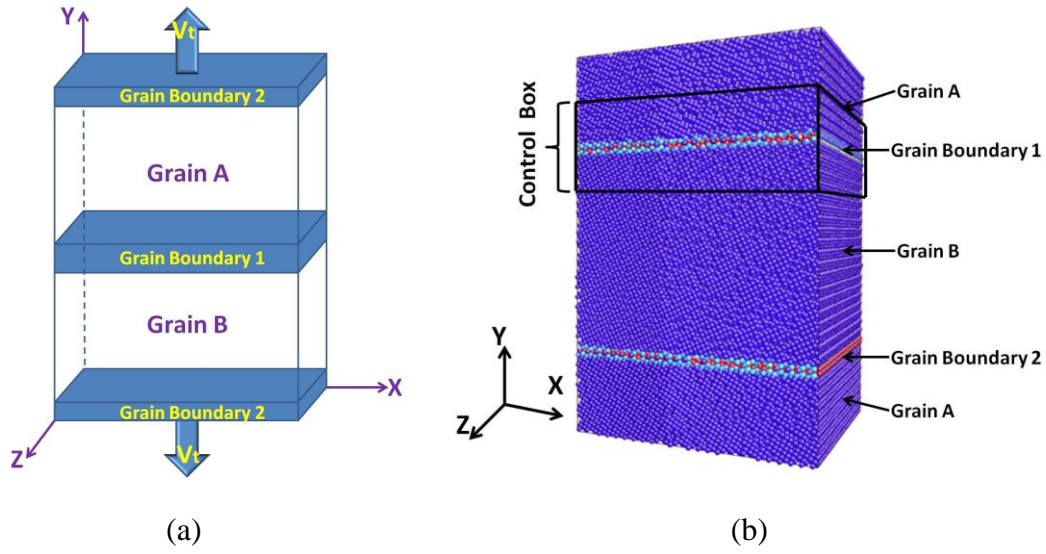 Y
Vt
Grain Boundary 2
Grain A
Grain Boundary 1
Grain B
X
Grain Boundary 2
Z
Vt
(a)
Control Box
Grain A
Grain Boundary 1
Grain B
Y
X
Z
Grain Boundary 2
Grain A
(b)